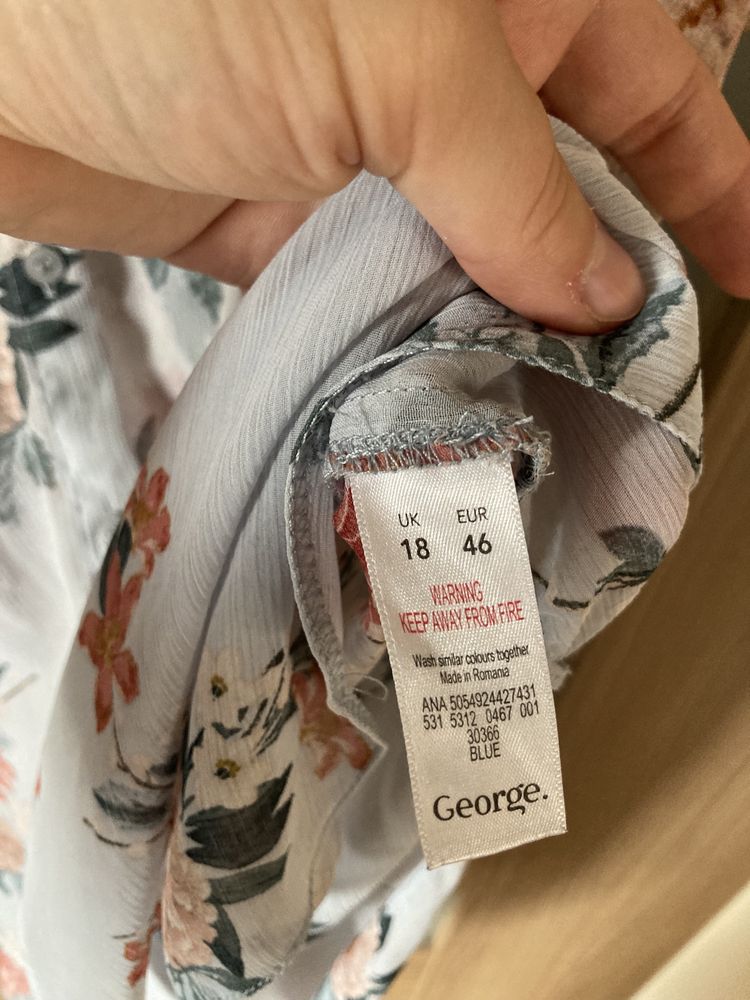 UK EUR
18 46
WARNING
KEEP AWAY FROM FIRE
Wash similar colours together
Made in Romania
ANA 5054924427431
531 5312 0467 001
30366
BLUE
George.